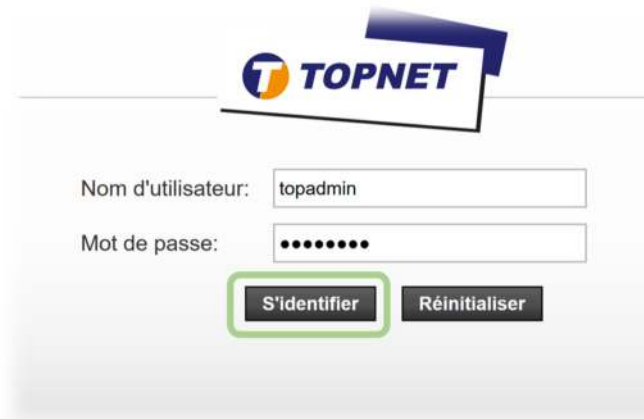 TOPNET
Nom d'utilisateur: topadmin
Mot de passe: ••••••••
S'identifier Réinitialiser